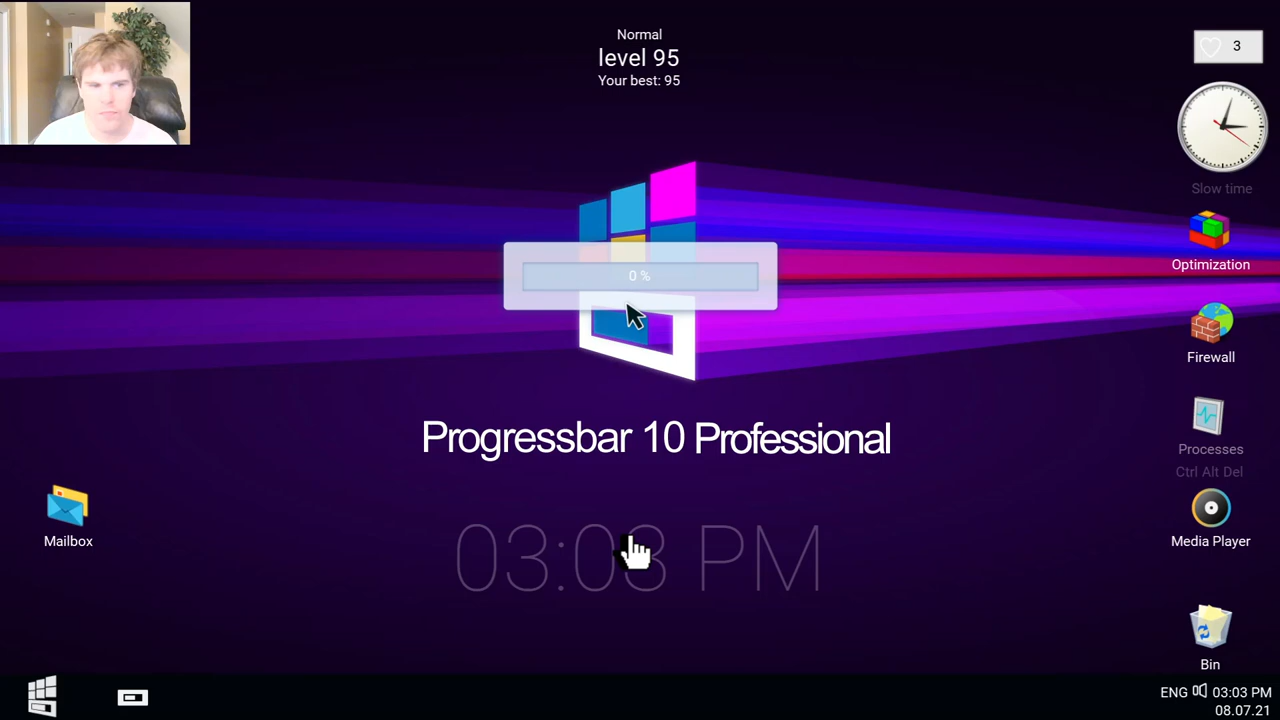 Normal
level 95
Your best: 95
3
Slow time
Optimization
0 %
Firewall
Progressbar 10 Professional
Processes
Ctrl Alt Del
Mailbox
Media Player
03:03 PM
Bin
ENG 03:03 PM
08.07.21